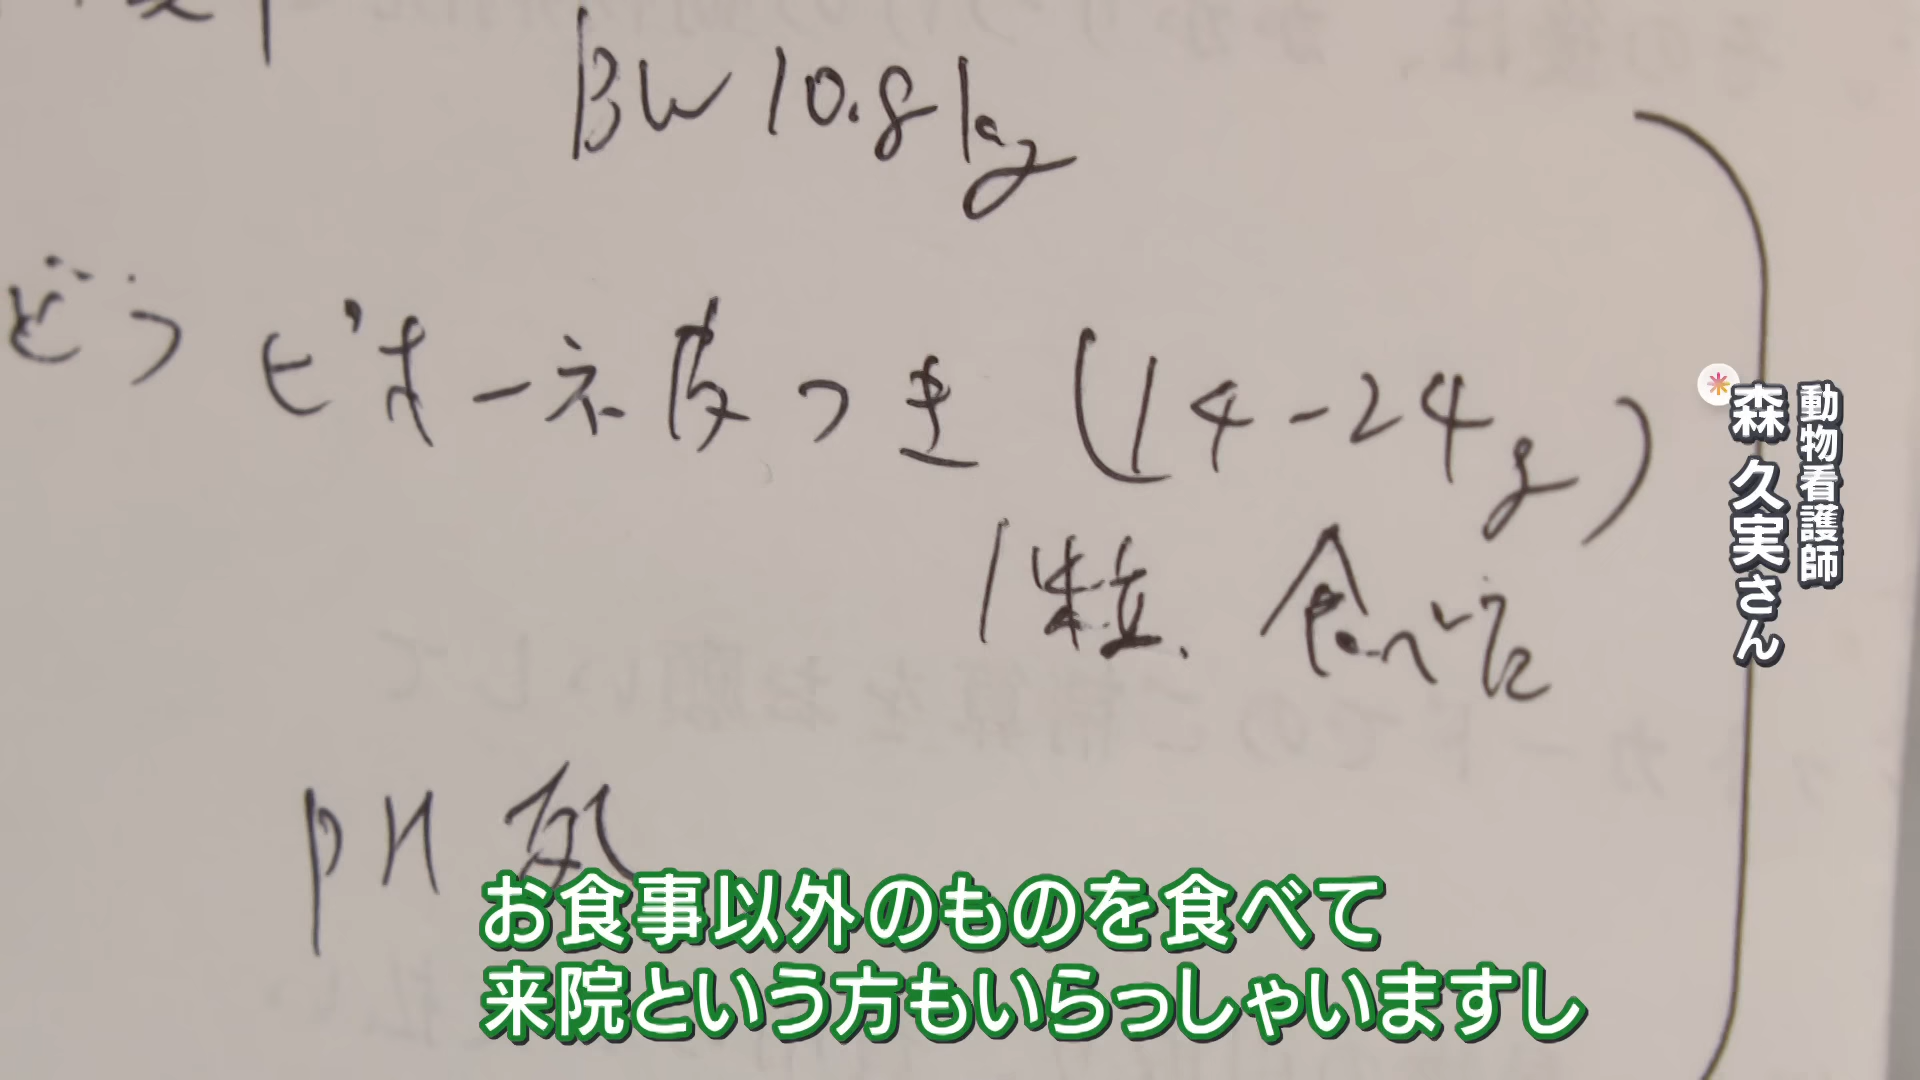 BW 10.8kg
どう ピオーネ皮つき (14-24g)
1粒、食べた
pH
動物看護師
森 久実さん
お食事以外のものを食べて
来院という方もいらっしゃいますし